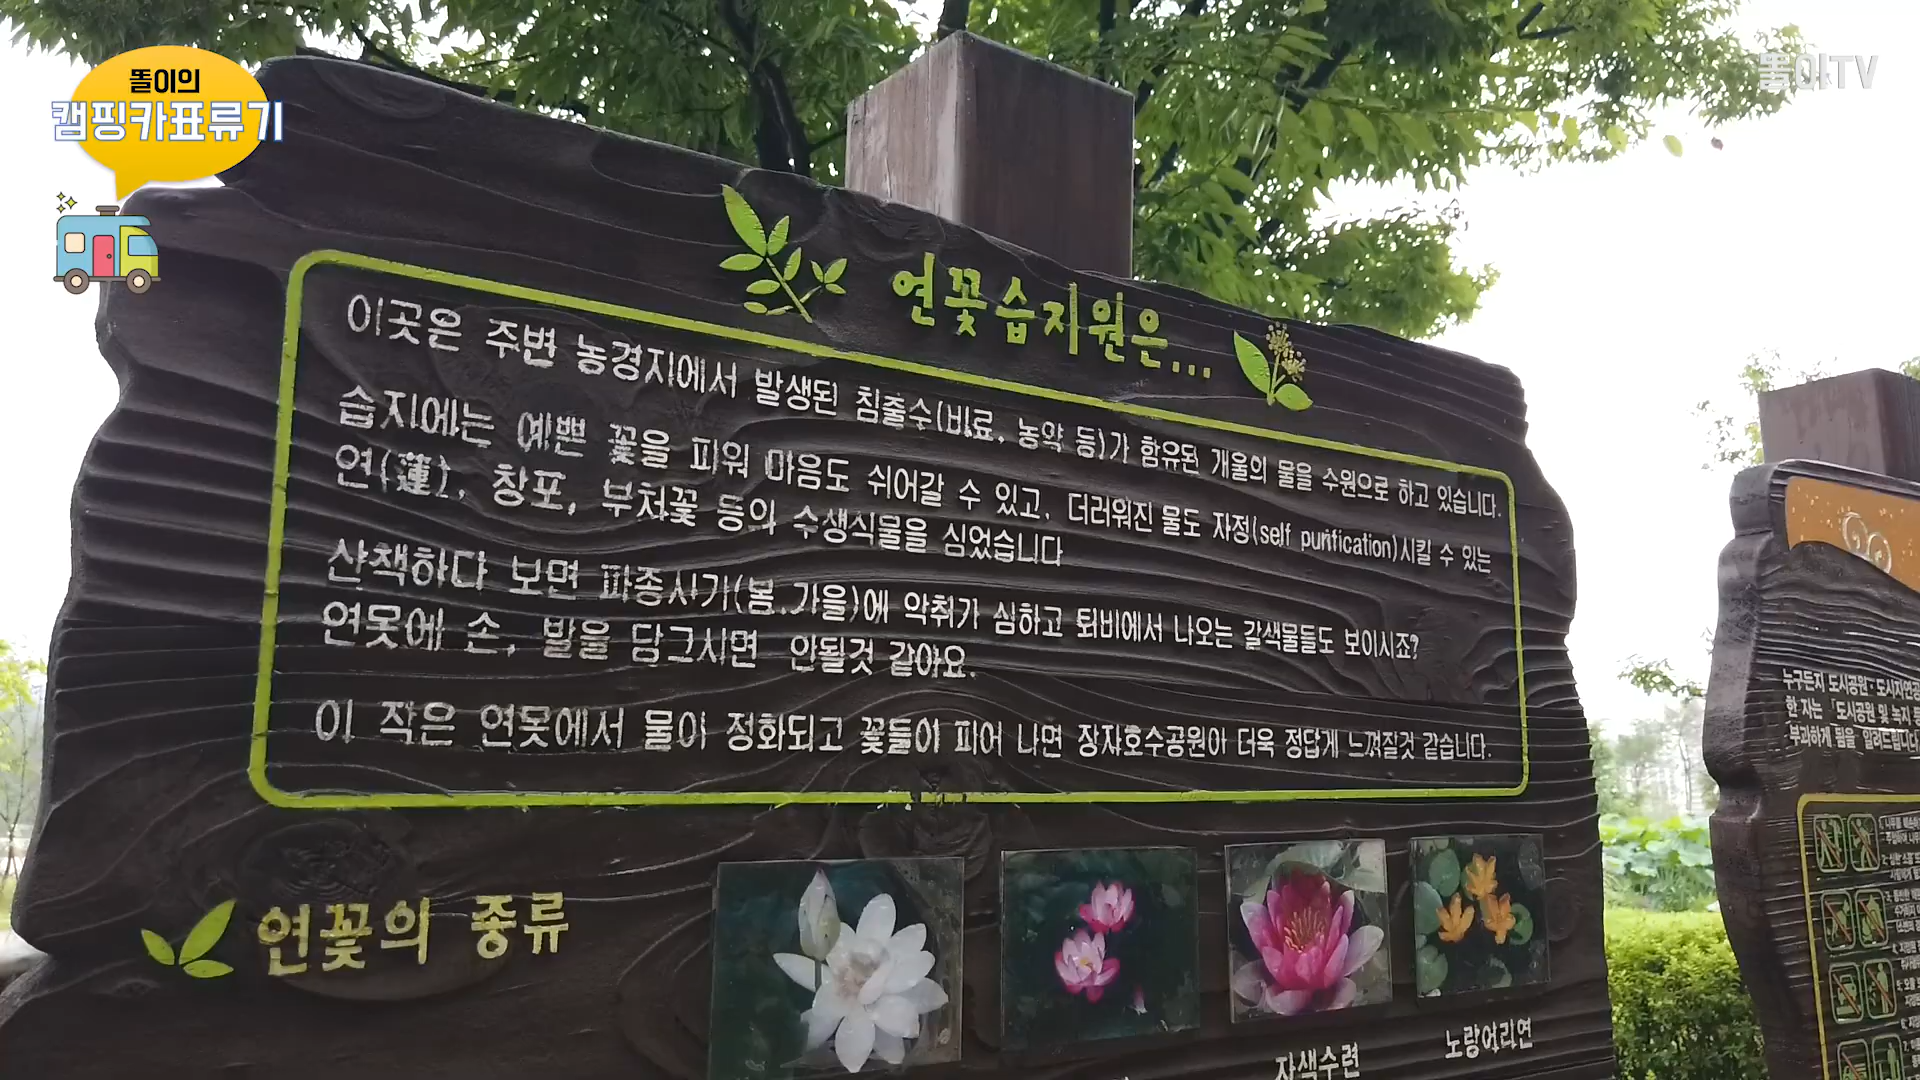 똘이의
캠핑카표류기
똘아TV
연꽃습지원은...
이곳은 주변 농경지에서 발생된 침출수(비료, 농약 등)가 함유된 개울의 물을 수원으로 하고 있습니다.
습지에는 예쁜 꽃을 피워 마음도 쉬어갈 수 있고, 더러워진 물도 자정(self purification)시킬 수 있는
연(蓮), 창포, 부처꽃 등의 수생식물을 심었습니다
산책하다 보면 파종시기(봄,가을)에 악취가 심하고 퇴비에서 나오는 갈색물들도 보이시죠?
연못에 손, 발을 담그시면 안될것 같아요.
이 작은 연못에서 물이 정화되고 꽃들이 피어 나면 장자호수공원이 더욱 정답게 느껴질것 같습니다.
연꽃의 종류
자색수련
노랑어리연
누구든지 도시공원·도시자연공
한 자는 「도시공원 및 녹지 등
부과하게 됨을 알려드립니다